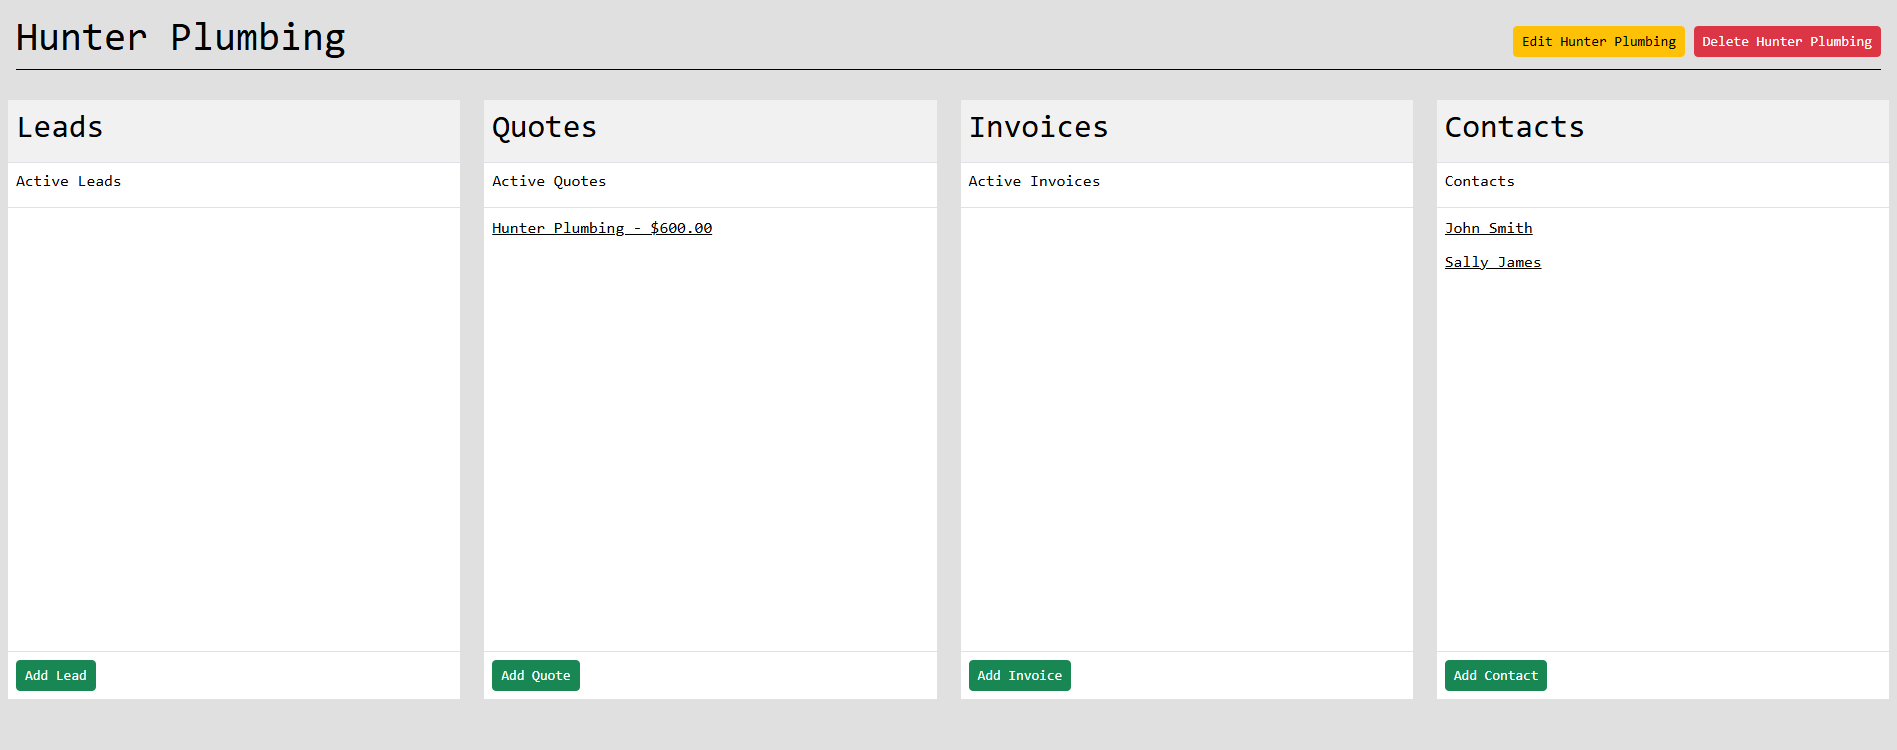 Hunter Plumbing
Edit Hunter Plumbing
Delete Hunter Plumbing
Leads
Active Leads
Add Lead
Quotes
Active Quotes
Hunter Plumbing - $600.00
Add Quote
Invoices
Active Invoices
Add Invoice
Contacts
Contacts
John Smith
Sally James
Add Contact